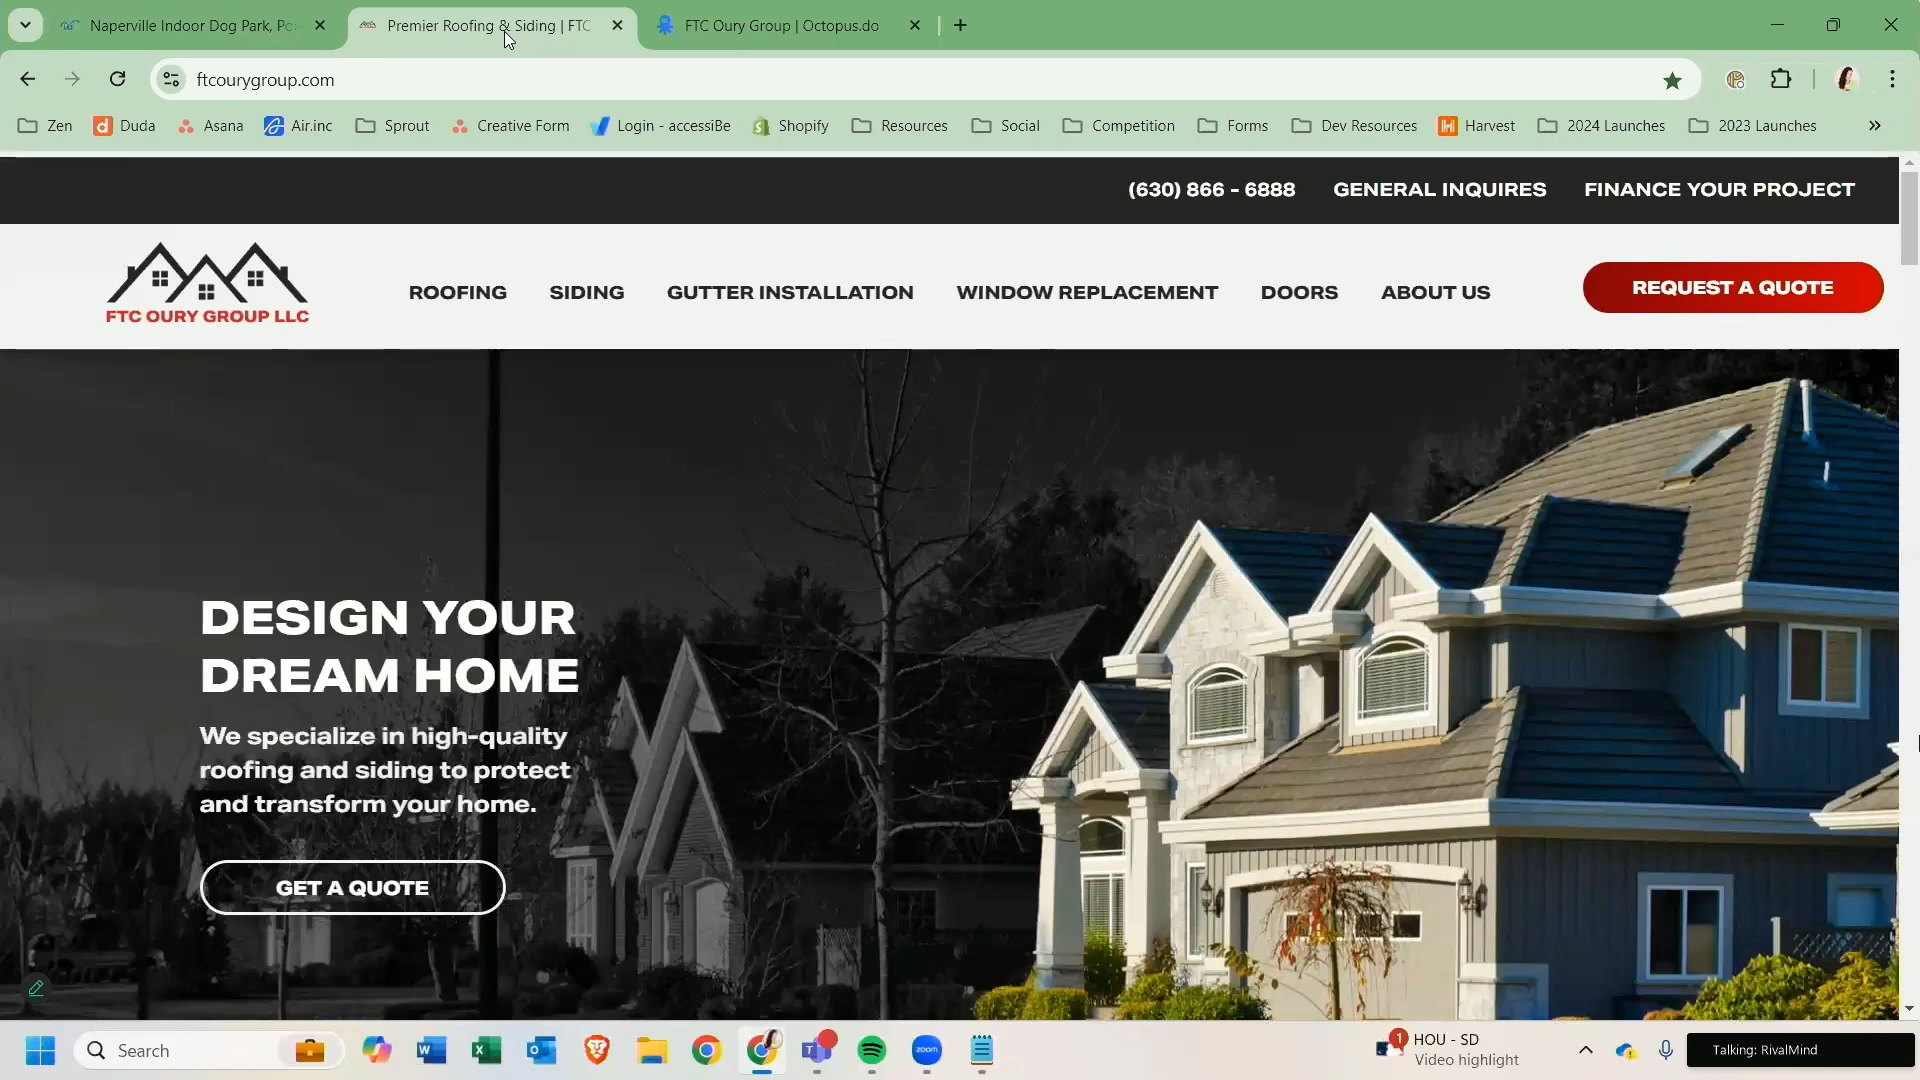 Naperville Indoor Dog Park, Po
Premier Roofing & Siding | FTC
FTC Oury Group | Octopus.do
ftcourygroup.com
Zen
Duda
Asana
Air.inc
Sprout
Creative Form
Login - accessiBe
Shopify
Resources
Social
Competition
Forms
Dev Resources
Harvest
2024 Launches
2023 Launches
(630) 866 - 6888
GENERAL INQUIRES
FINANCE YOUR PROJECT
FTC OURY GROUP LLC
ROOFING
SIDING
GUTTER INSTALLATION
WINDOW REPLACEMENT
DOORS
ABOUT US
REQUEST A QUOTE
DESIGN YOUR
DREAM HOME
We specialize in high-quality
roofing and siding to protect
and transform your home.
GET A QUOTE
Search
zoom
1
HOU - SD
Video highlight
Talking: RivalMind